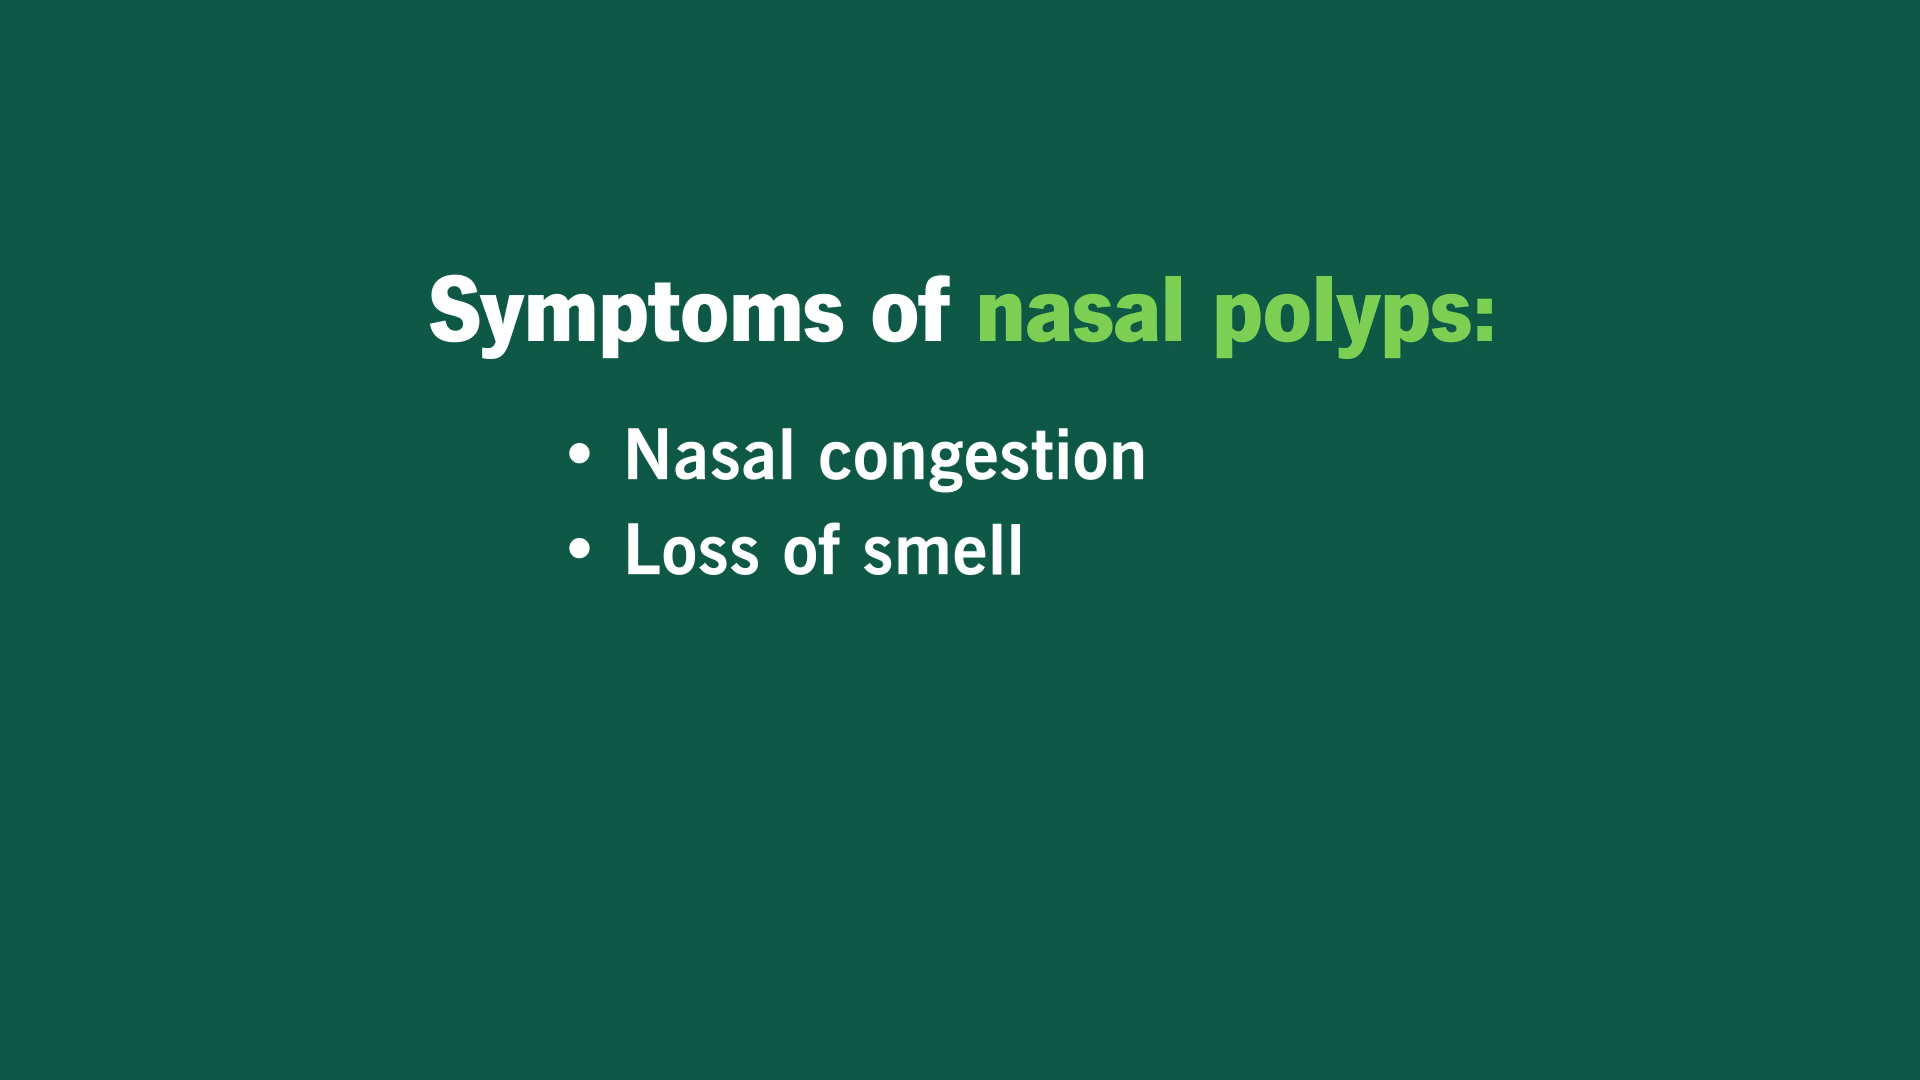 Symptoms of nasal polyps:
• Nasal congestion
• Loss of smell